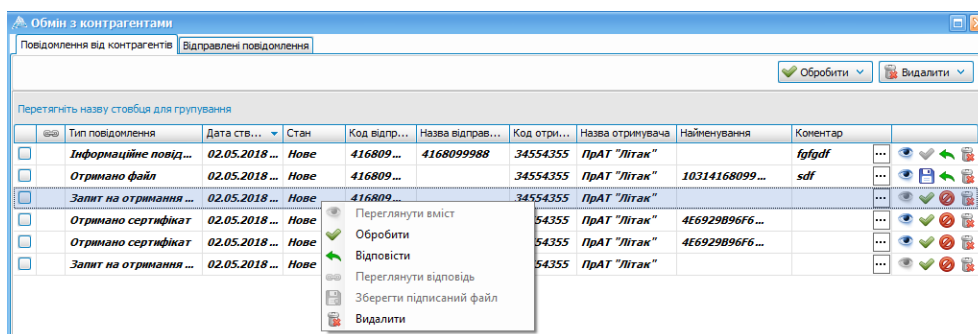 Обмін з контрагентами
Повідомлення від контрагентів Відправлені повідомлення
Обробити Видалити
Перетягніть назву стовбця для групування
Тип повідомлення Дата ств... Стан Код відпр... Назва відправ... Код отри... Назва отримувача Найменування Коментар
Інформаційне повід... 02.05.2018 ... Нове 416809... 4168099988 34554355 ПрАТ "Літак" fgfgdf ...
Отримано файл 02.05.2018 ... Нове 416809... 34554355 ПрАТ "Літак" 10314168099... sdf ...
Запит на отримання ... 02.05.2018 ... Нове 416809... 34554355 ПрАТ "Літак" ...
Отримано сертифікат 02.05.2018 ... Нове 54355 ПрАТ "Літак" 4E6929B96F6... ...
Отримано сертифікат 02.05.2018 ... Нове 54355 ПрАТ "Літак" 4E6929B96F6... ...
Запит на отримання ... 02.05.2018 ... Нове 54355 ПрАТ "Літак" ...
Переглянути вміст
Обробити
Відповісти
Переглянути відповідь
Зберегти підписаний файл
Видалити